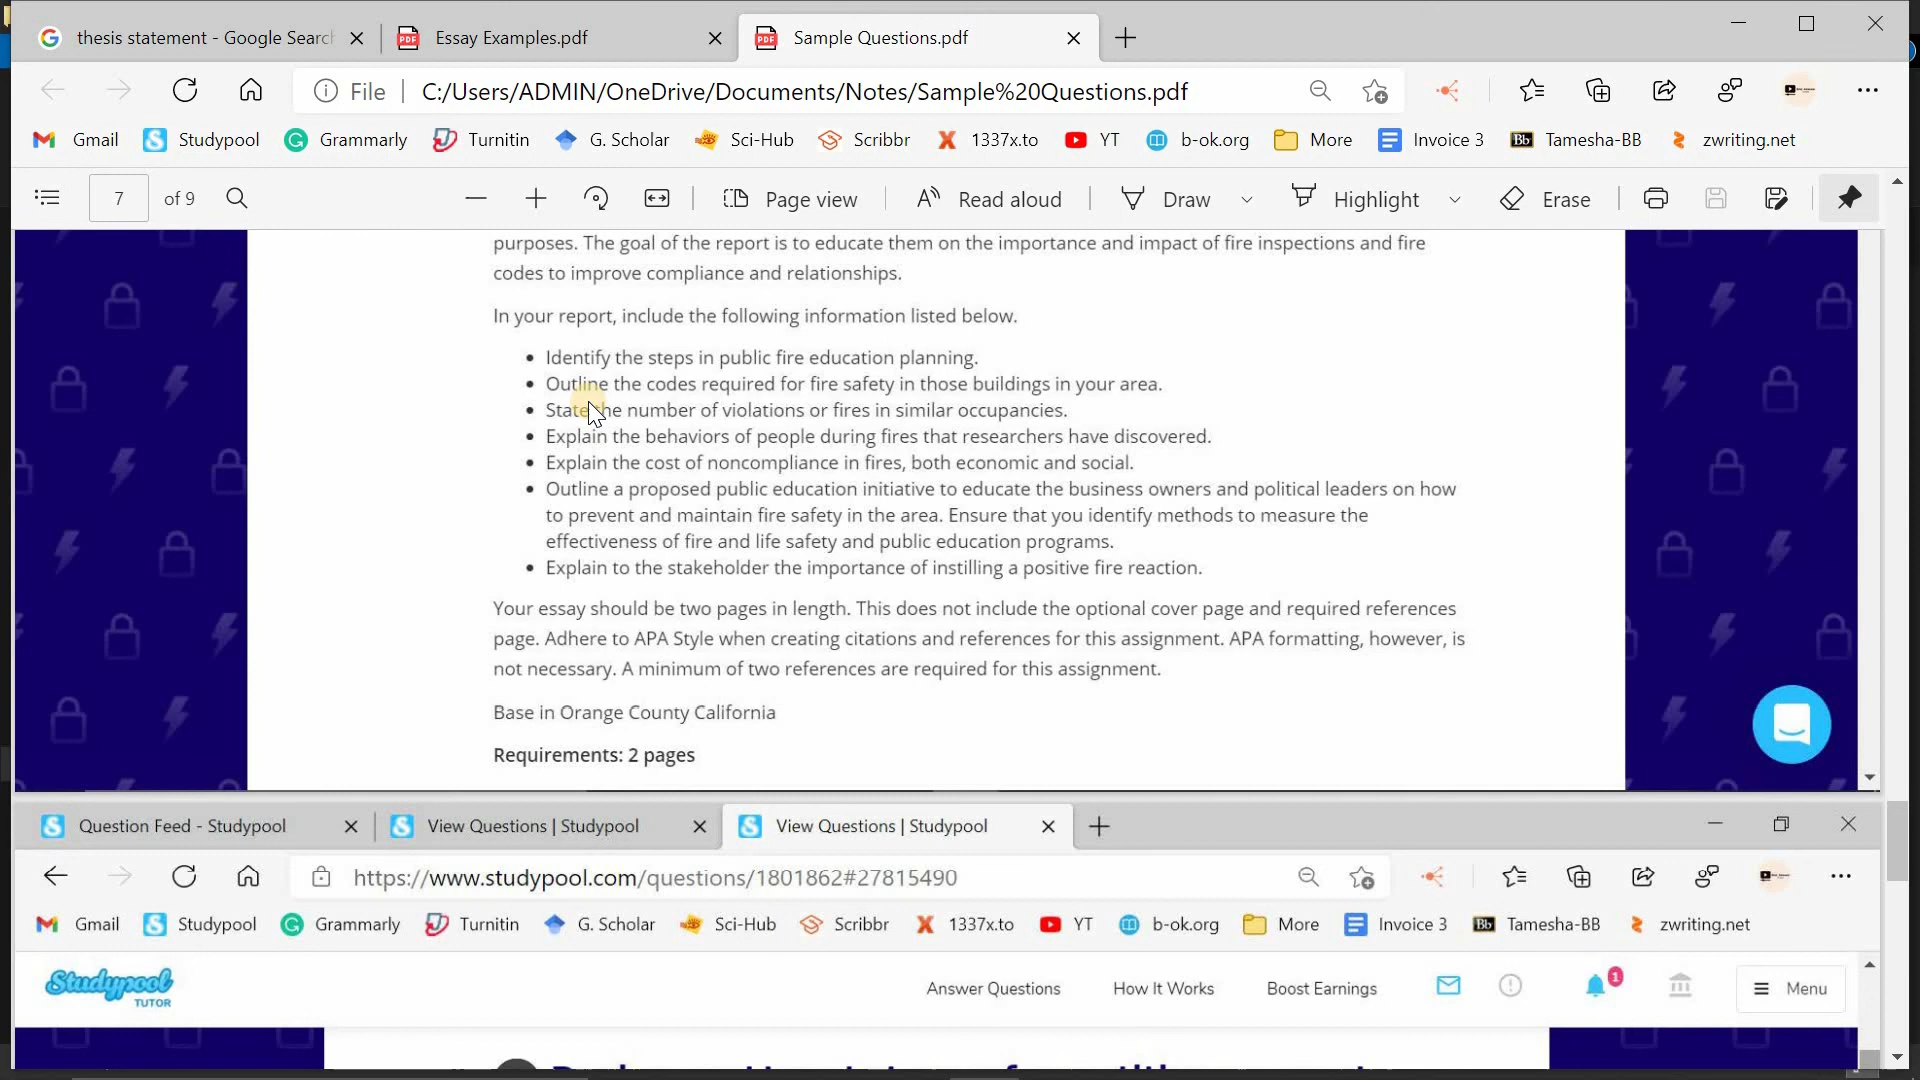 thesis statement - Google Search
Essay Examples.pdf
Sample Questions.pdf
File
C:/Users/ADMIN/OneDrive/Documents/Notes/Sample%20Questions.pdf
Gmail Studypool Grammarly Turnitin G. Scholar Sci-Hub Scribbr 1337x.to YT b-ok.org More Invoice 3 Bb Tamesha-BB zwriting.net
7 of 9 Page view Read aloud Draw Highlight Erase
purposes. The goal of the report is to educate them on the importance and impact of fire inspections and fire
codes to improve compliance and relationships.
In your report, include the following information listed below.
• Identify the steps in public fire education planning.
• Outline the codes required for fire safety in those buildings in your area.
• State the number of violations or fires in similar occupancies.
• Explain the behaviors of people during fires that researchers have discovered.
• Explain the cost of noncompliance in fires, both economic and social.
• Outline a proposed public education initiative to educate the business owners and political leaders on how
to prevent and maintain fire safety in the area. Ensure that you identify methods to measure the
effectiveness of fire and life safety and public education programs.
• Explain to the stakeholder the importance of instilling a positive fire reaction.
Your essay should be two pages in length. This does not include the optional cover page and required references
page. Adhere to APA Style when creating citations and references for this assignment. APA formatting, however, is
not necessary. A minimum of two references are required for this assignment.
Base in Orange County California
Requirements: 2 pages
Question Feed - Studypool
View Questions | Studypool
View Questions | Studypool
https://www.studypool.com/questions/1801862#27815490
Gmail Studypool Grammarly Turnitin G. Scholar Sci-Hub Scribbr 1337x.to YT b-ok.org More Invoice 3 Bb Tamesha-BB zwriting.net
Studypool
TUTOR
Answer Questions How It Works Boost Earnings 1 Menu